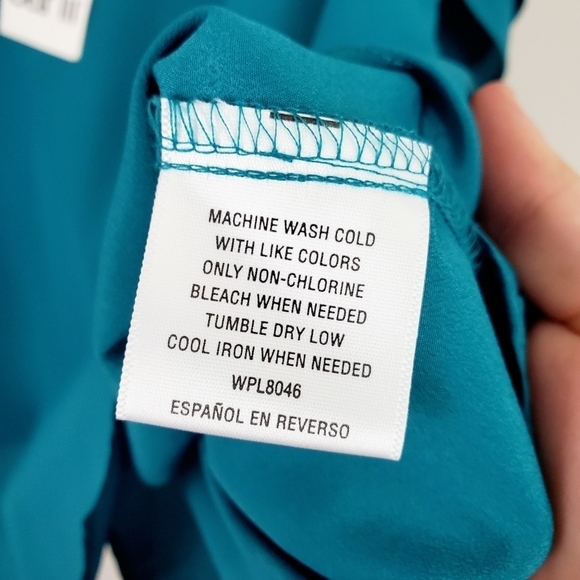 MACHINE WASH COLD
WITH LIKE COLORS
ONLY NON-CHLORINE
BLEACH WHEN NEEDED
TUMBLE DRY LOW
COOL IRON WHEN NEEDED
WPL8046
ESPAÑOL EN REVERSO